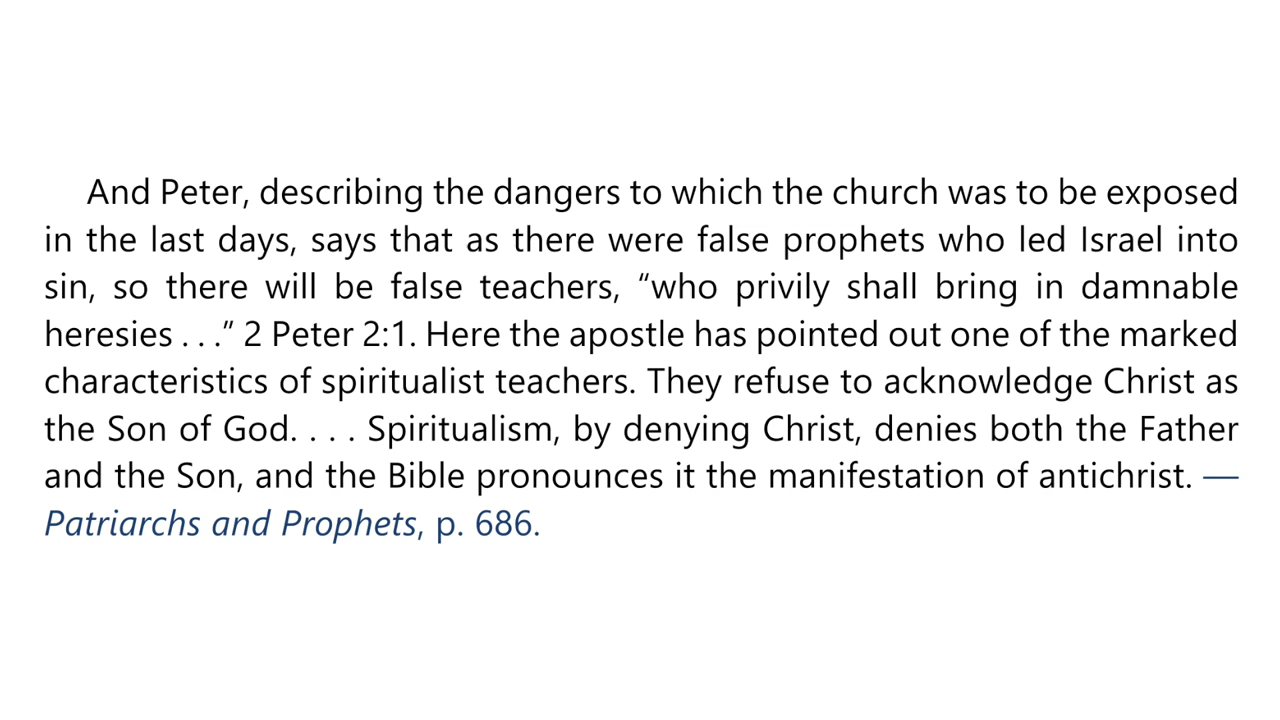 And Peter, describing the dangers to which the church was to be exposed
in the last days, says that as there were false prophets who led Israel into
sin, so there will be false teachers, “who privily shall bring in damnable
heresies . . .” 2 Peter 2:1. Here the apostle has pointed out one of the marked
characteristics of spiritualist teachers. They refuse to acknowledge Christ as
the Son of God. . . . Spiritualism, by denying Christ, denies both the Father
and the Son, and the Bible pronounces it the manifestation of antichrist. —
Patriarchs and Prophets, p. 686.